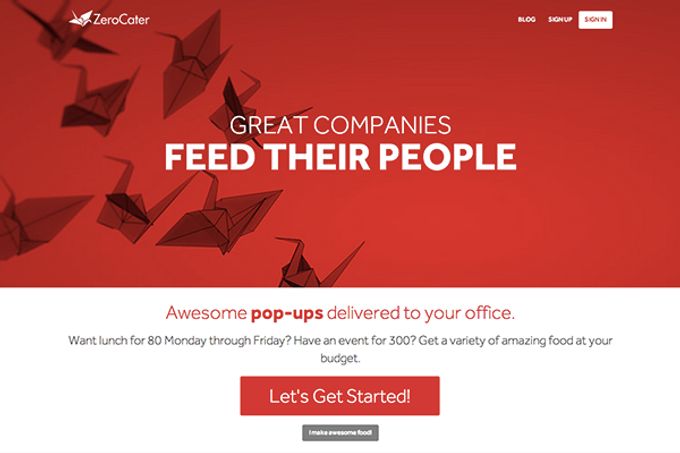 ZeroCater
BLOG SIGN UP SIGN IN
GREAT COMPANIES
FEED THEIR PEOPLE
Awesome pop-ups delivered to your office.
Want lunch for 80 Monday through Friday? Have an event for 300? Get a variety of amazing food at your
budget.
Let's Get Started!
I make awesome food!